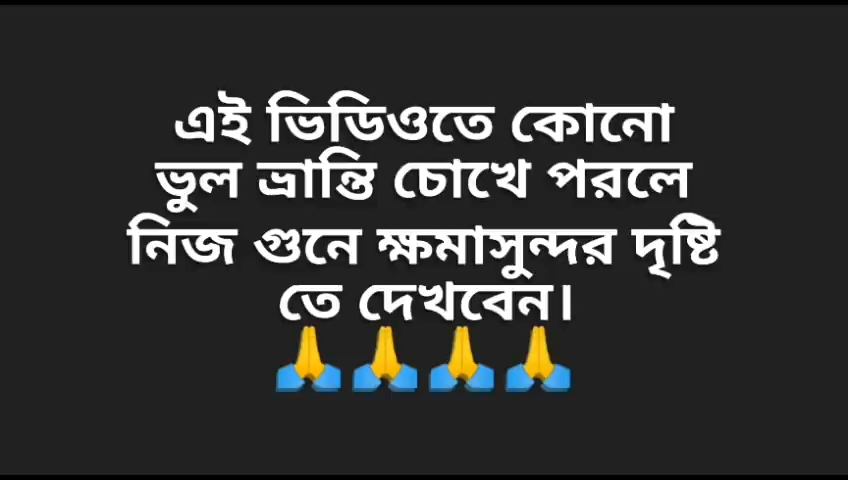 এই ভিডিওতে কোনো
ভুল ভ্রান্তি চোখে পরলে
নিজ গুনে ক্ষমাসুন্দর দৃষ্টি
তে দেখবেন।
🙏🙏🙏🙏